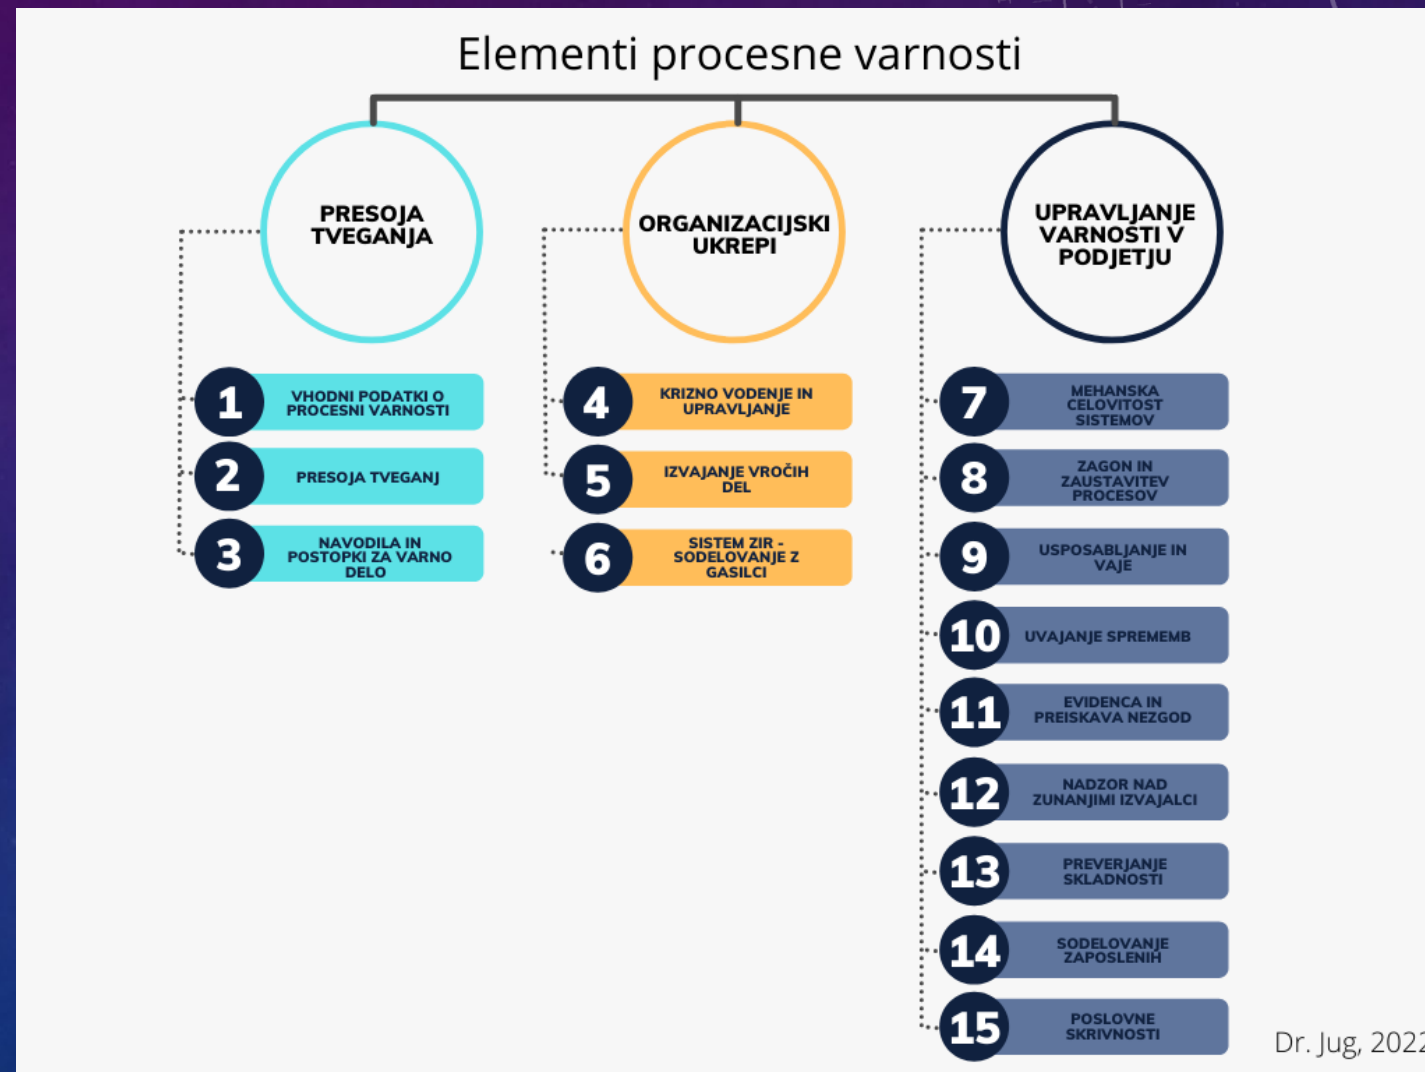 Elementi procesne varnosti
PRESOJA
TVEGANJA
1
VHODNI PODATKI O
PROCESNI VARNOSTI
2
PRESOJA TVEGANJ
3
NAVODILA IN
POSTOPKI ZA VARNO
DELO
ORGANIZACIJSKI
UKREPI
4
KRIZNO VODENJE IN
UPRAVLJANJE
5
IZVAJANJE VROČIH
DEL
6
SISTEM ZIR -
SODELOVANJE Z
GASILCI
UPRAVLJANJE
VARNOSTI V
PODJETJU
7
MEHANSKA
CELOVITOST
SISTEMOV
8
ZAGON IN
ZAUSTAVITEV
PROCESOV
9
USPOSABLJANJE IN
VAJE
10
UVAJANJE SPREMEMB
11
EVIDENCA IN
PREISKAVA NEZGOD
12
NADZOR NAD
ZUNANJIMI IZVAJALCI
13
PREVERJANJE
SKLADNOSTI
14
SODELOVANJE
ZAPOSLENIH
15
POSLOVNE
SKRIVNOSTI
Dr. Jug, 2022